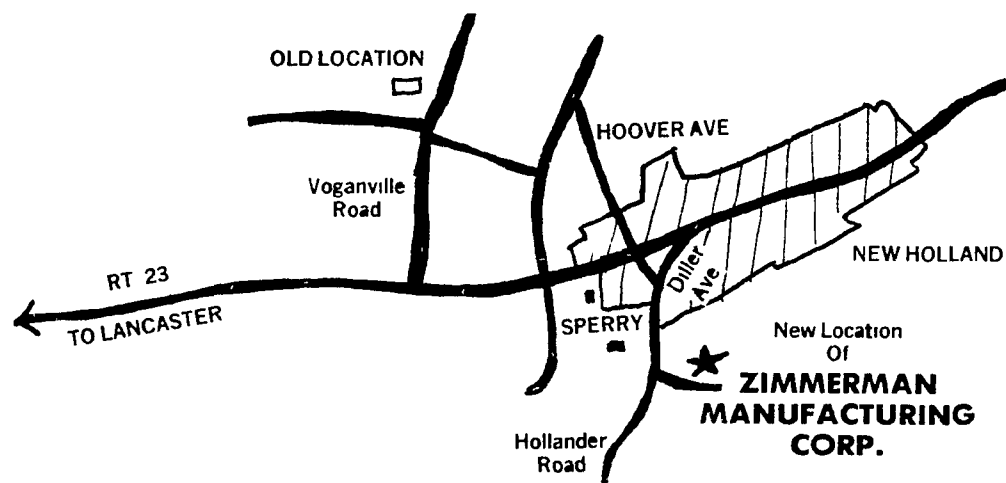 OLD LOCATION
HOOVER AVE
Voganville
Road
RT 23
TO LANCASTER
Diller
Ave
NEW HOLLAND
SPERRY
New Location
Of
ZIMMERMAN
MANUFACTURING
CORP.
Hollander
Road